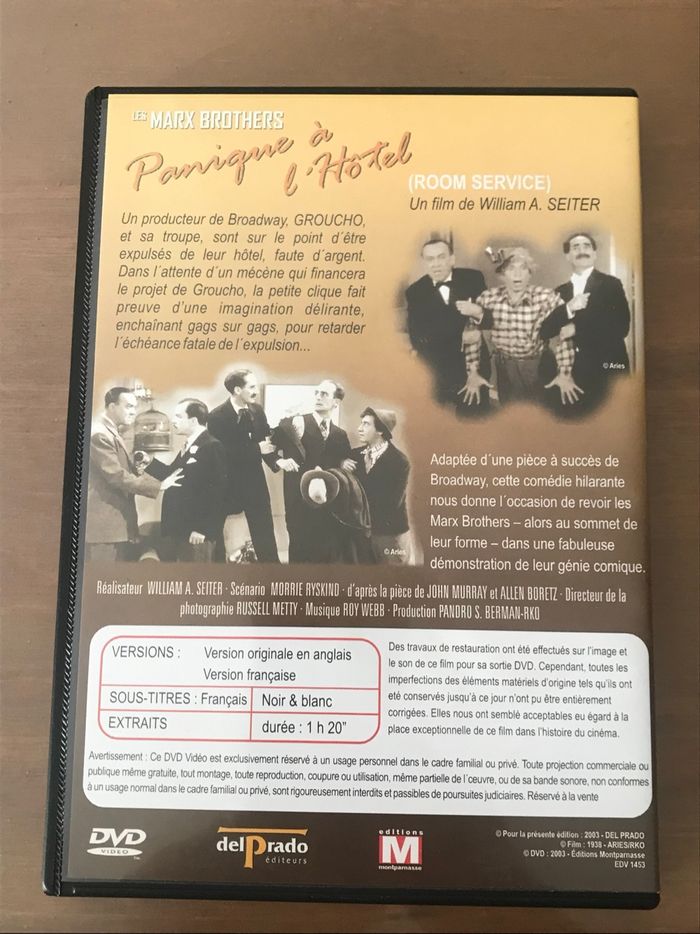 LES MARX BROTHERS
Panique à
l'Hôtel
(ROOM SERVICE)
Un film de William A. SEITER
Un producteur de Broadway, GROUCHO,
et sa troupe, sont sur le point d´être
expulsés de leur hôtel, faute d´argent.
Dans l´attente d´un mécène qui financera
le projet de Groucho, la petite clique fait
preuve d´une imagination délirante,
enchaînant gags sur gags, pour retarder
l´échéance fatale de l´expulsion...
© Aries
© Aries
Adaptée d´une pièce à succès de
Broadway, cette comédie hilarante
nous donne l´occasion de revoir les
Marx Brothers – alors au sommet de
leur forme – dans une fabuleuse
démonstration de leur génie comique.
Réalisateur WILLIAM A. SEITER · Scénario MORRIE RYSKIND · d'après la pièce de JOHN MURRAY et ALLEN BORETZ · Directeur de la
photographie RUSSELL METTY · Musique ROY WEBB · Production PANDRO S. BERMAN-RKO
VERSIONS : Version originale en anglais
Version française
SOUS-TITRES : Français Noir & blanc
EXTRAITS durée : 1 h 20"
Des travaux de restauration ont été effectués sur l'image et
le son de ce film pour sa sortie DVD. Cependant, toutes les
imperfections des éléments matériels d'origine tels qu'ils ont
été conservés jusqu'à ce jour n'ont pu être entièrement
corrigées. Elles nous ont semblé acceptables eu égard à la
place exceptionnelle de ce film dans l'histoire du cinéma.
Avertissement : Ce DVD Vidéo est exclusivement réservé à un usage personnel dans le cadre familial ou privé. Toute projection commerciale ou
publique même gratuite, tout montage, toute reproduction, coupure ou utilisation, même partielle de l´œuvre, ou de sa bande sonore, non conformes
à un usage normal dans le cadre familial ou privé, sont rigoureusement interdits et passibles de poursuites judiciaires. Réservé à la vente
DVD
VIDEO
TM
delPrado
éditeurs
editions
M
montparnasse
© Pour la présente édition : 2003 - DEL PRADO
© Film : 1938 - ARIES/RKO
© DVD : 2003 - Éditions Montparnasse
EDV 1453